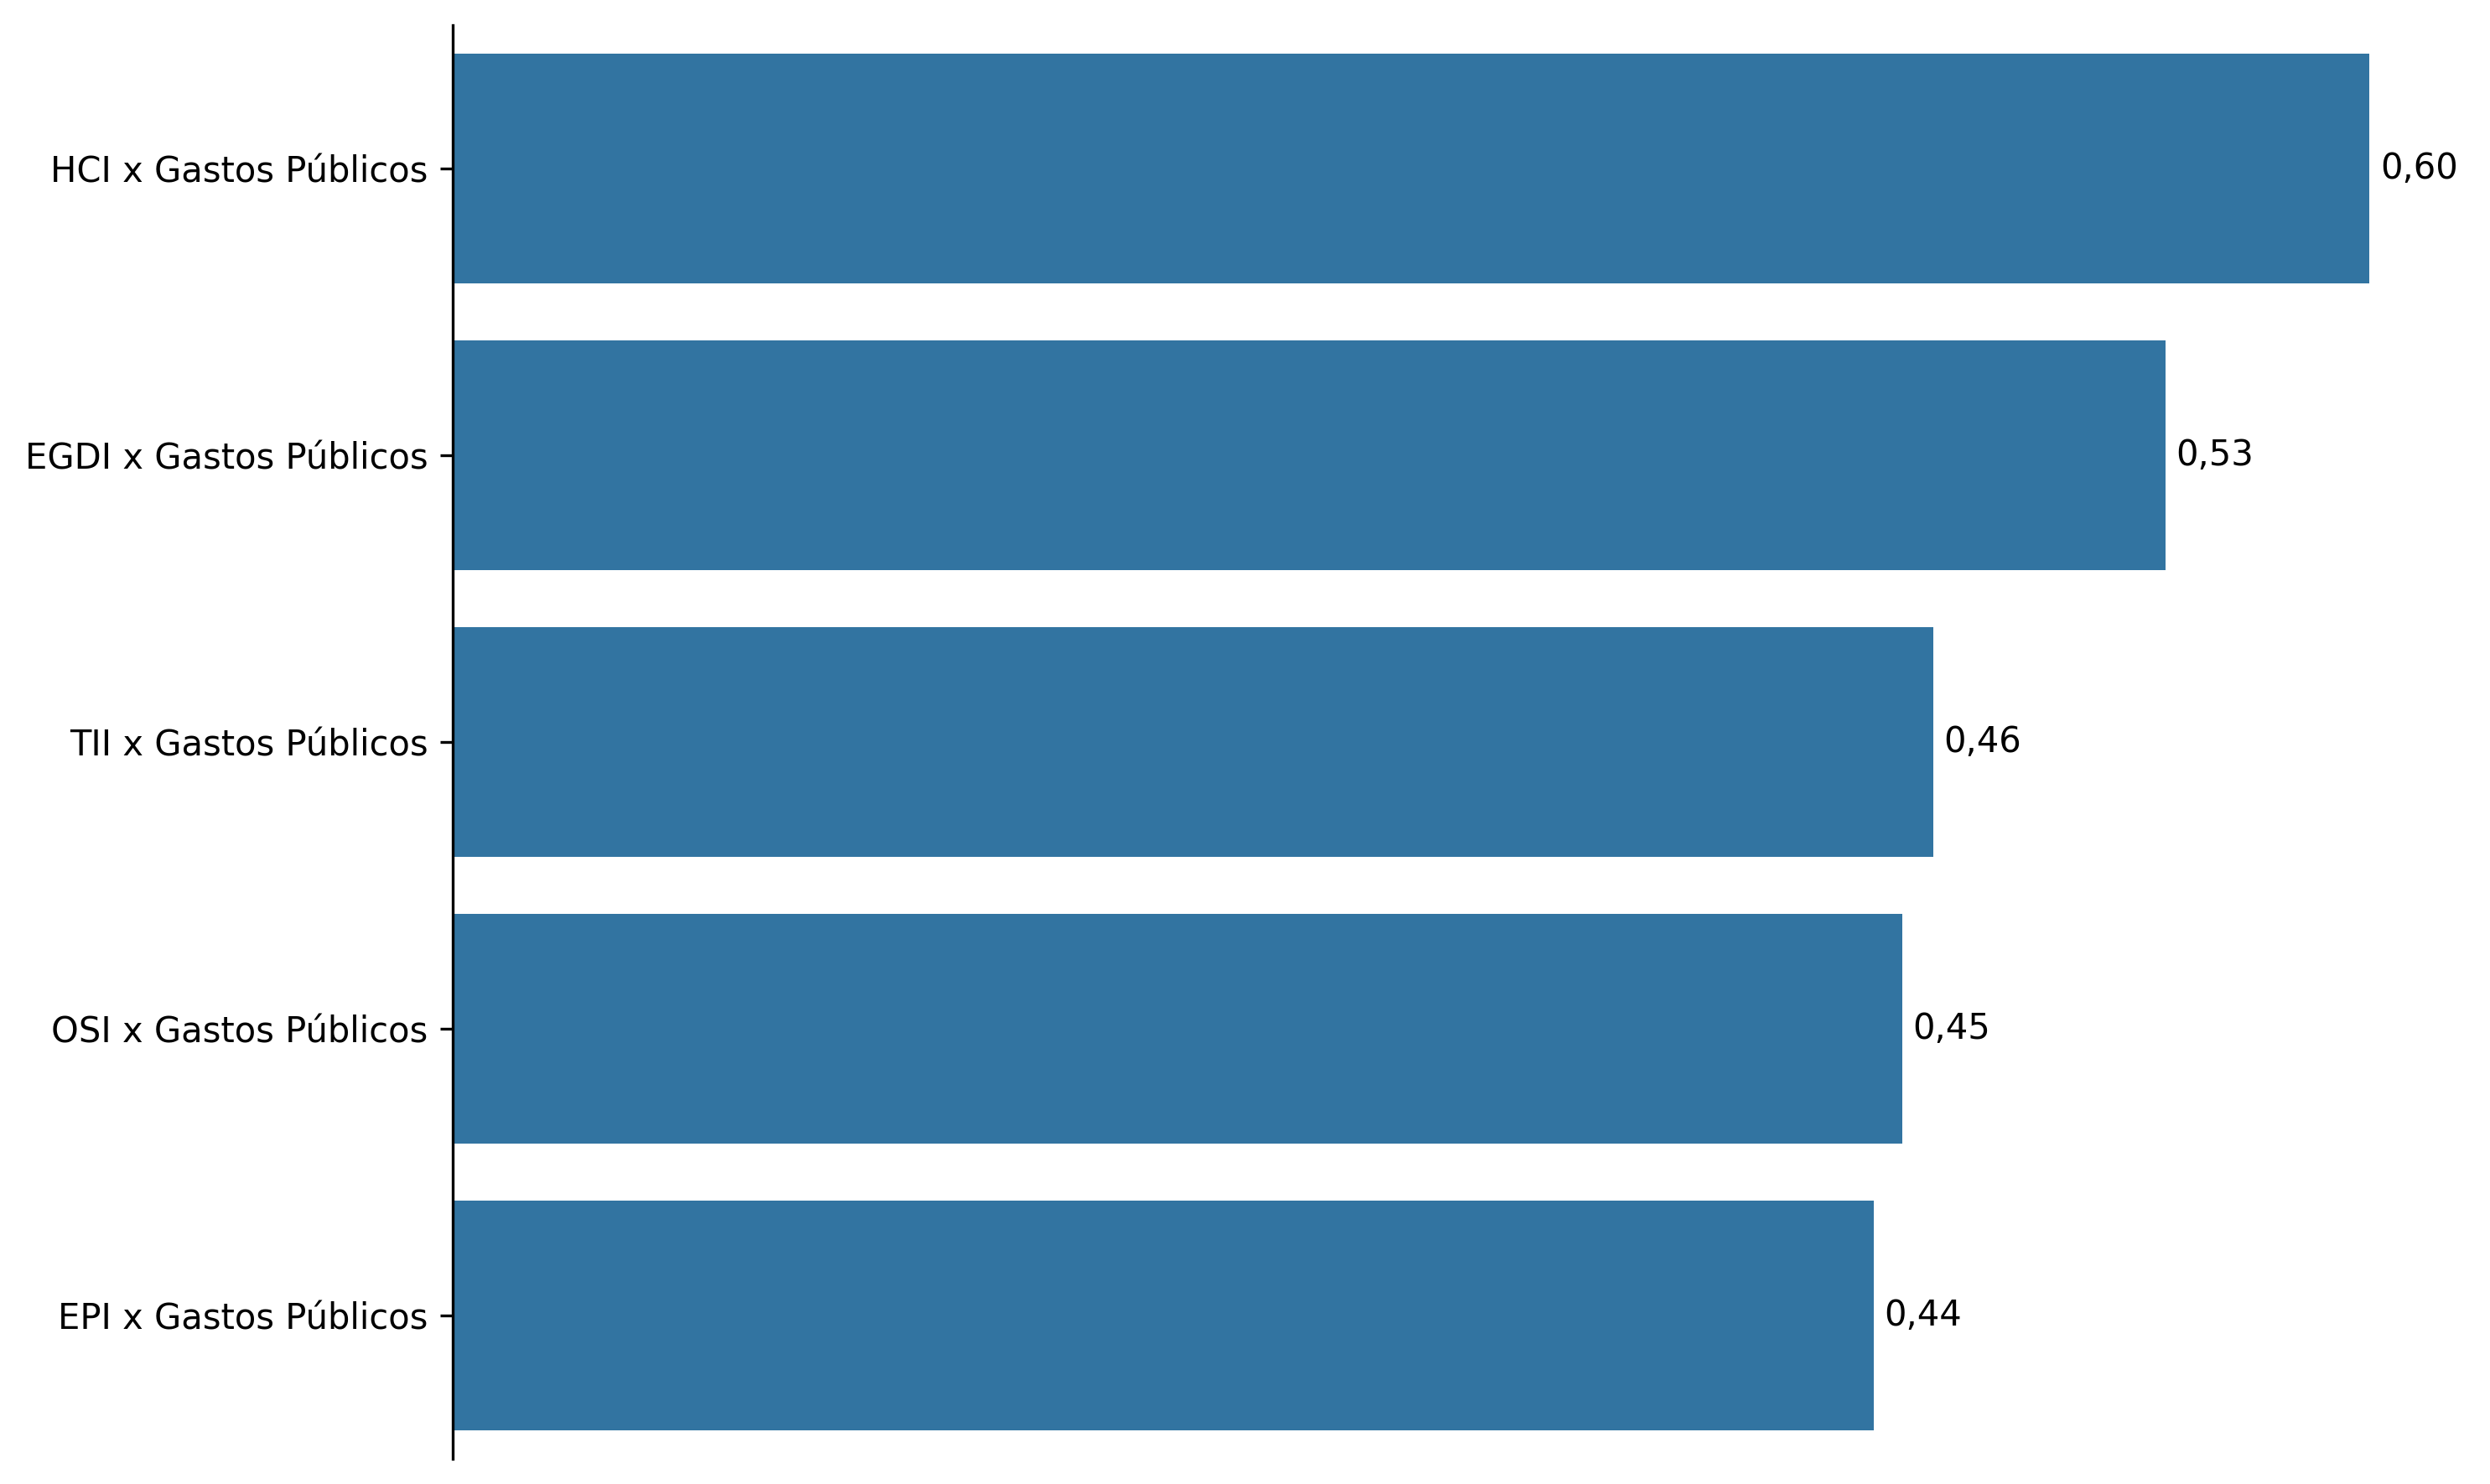 HCI x Gastos Públicos 0,60
EGDI x Gastos Públicos 0,53
TII x Gastos Públicos 0,46
OSI x Gastos Públicos 0,45
EPI x Gastos Públicos 0,44